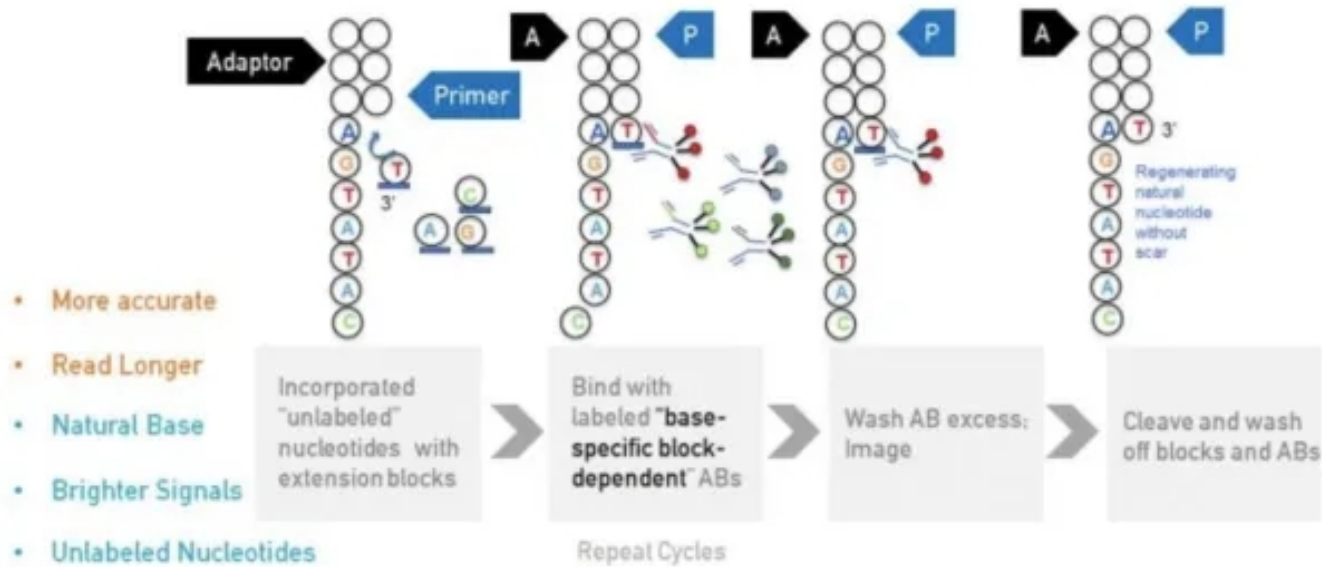 Adaptor
Primer
A
G
T
A
T
A
C
T
3'
C
A
G
A
P
A
T
G
T
A
T
A
C
A
P
A
T
G
T
A
T
A
C
A
P
A
T
3'
G
T
A
T
A
C
Regenerating
natural
nucleotide
without
scar
• More accurate
• Read Longer
• Natural Base
• Brighter Signals
• Unlabeled Nucleotides
Incorporated
"unlabeled"
nucleotides with
extension blocks
Bind with
labeled "base-
specific block-
dependent" ABs
Wash AB excess;
Image
Cleave and wash
off blocks and ABs
Repeat Cycles